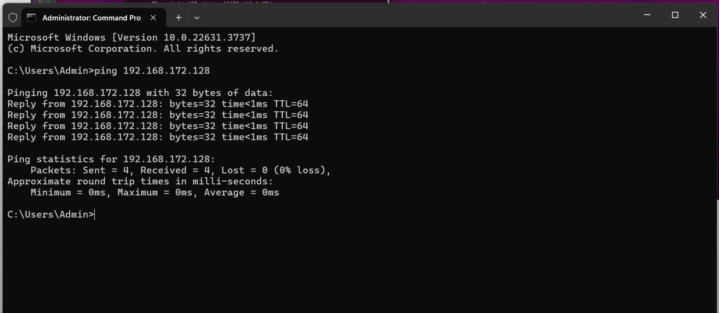 Administrator: Command Pro
Microsoft Windows [Version 10.0.22631.3737]
(c) Microsoft Corporation. All rights reserved.
C:\Users\Admin>ping 192.168.172.128
Pinging 192.168.172.128 with 32 bytes of data:
Reply from 192.168.172.128: bytes=32 time<1ms TTL=64
Reply from 192.168.172.128: bytes=32 time<1ms TTL=64
Reply from 192.168.172.128: bytes=32 time<1ms TTL=64
Reply from 192.168.172.128: bytes=32 time<1ms TTL=64
Ping statistics for 192.168.172.128:
    Packets: Sent = 4, Received = 4, Lost = 0 (0% loss),
Approximate round trip times in milli-seconds:
    Minimum = 0ms, Maximum = 0ms, Average = 0ms
C:\Users\Admin>